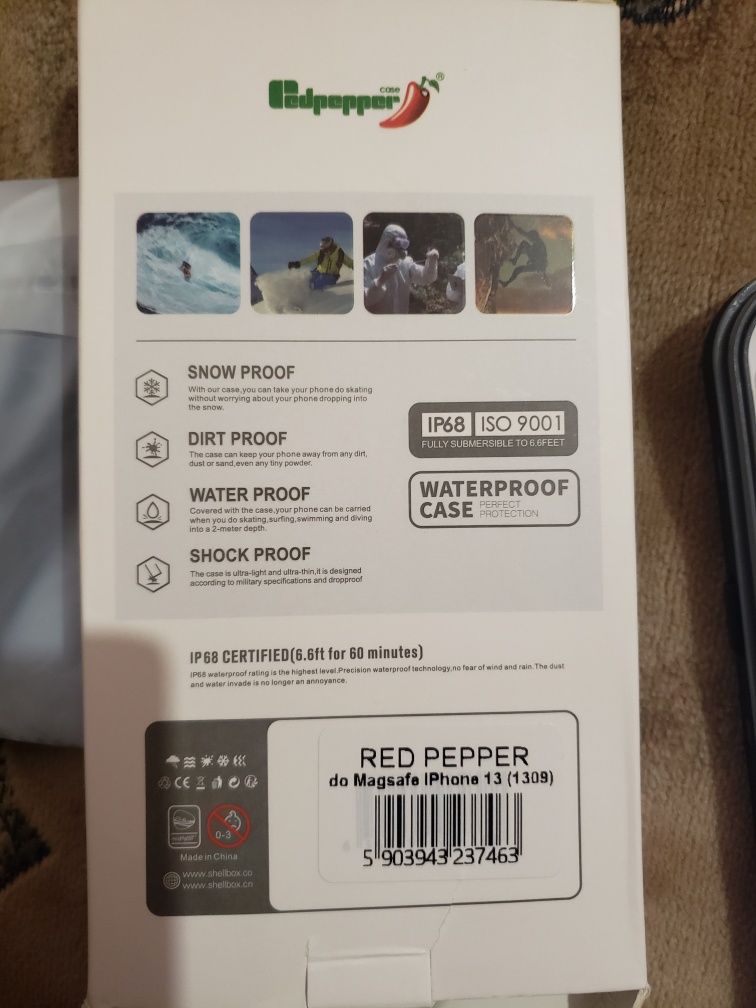 Redpepper case ®
SNOW PROOF
With our case,you can take your phone do skating
without worrying about your phone dropping into
the snow.
DIRT PROOF
The case can keep your phone away from any dirt,
dust or sand,even any tiny powder.
WATER PROOF
Covered with the case,your phone can be carried
when you do skating,surfing,swimming and diving
into a 2-meter depth.
SHOCK PROOF
The case is ultra-light and ultra-thin,it is designed
according to military specifications and dropproof
IP68 ISO 9001
FULLY SUBMERSIBLE TO 6.6FEET
WATERPROOF
CASE PERFECT
PROTECTION
IP68 CERTIFIED(6.6ft for 60 minutes)
IP68 waterproof rating is the highest level.Precision waterproof technology,no fear of wind and rain.The dust
and water invade is no longer an annoyance.
CE
0-3
Made in China
www.shellbox.co
www.shellbox.cn
RED PEPPER
do Magsafe IPhone 13 (1309)
5 903943 237463